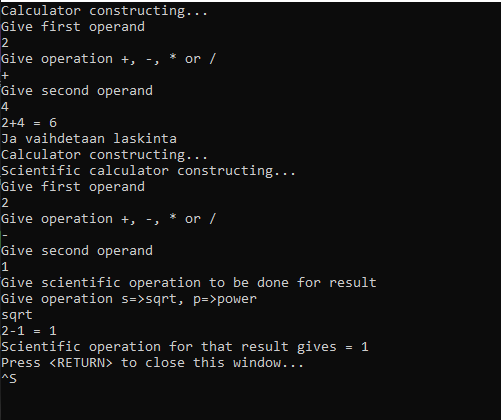 Calculator constructing...
Give first operand
2
Give operation +, -, * or /
+
Give second operand
4
2+4 = 6
Ja vaihdetaan laskinta
Calculator constructing...
Scientific calculator constructing...
Give first operand
2
Give operation +, -, * or /
-
Give second operand
1
Give scientific operation to be done for result
Give operation s=>sqrt, p=>power
sqrt
2-1 = 1
Scientific operation for that result gives = 1
Press <RETURN> to close this window...
^S